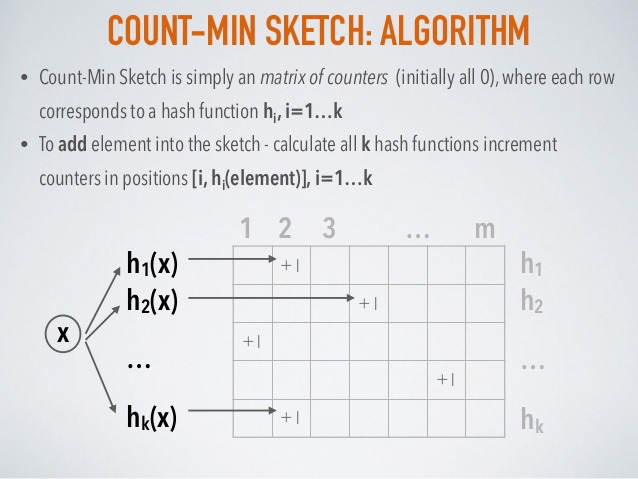 COUNT-MIN SKETCH: ALGORITHM
• Count-Min Sketch is simply an matrix of counters (initially all 0), where each row
corresponds to a hash function hi, i=1…k
• To add element into the sketch - calculate all k hash functions increment
counters in positions [i, hi(element)], i=1…k
1 2 3 … m
h1(x) +1 h1
h2(x) +1 h2
x +1
… +1 …
hk(x) +1 hk